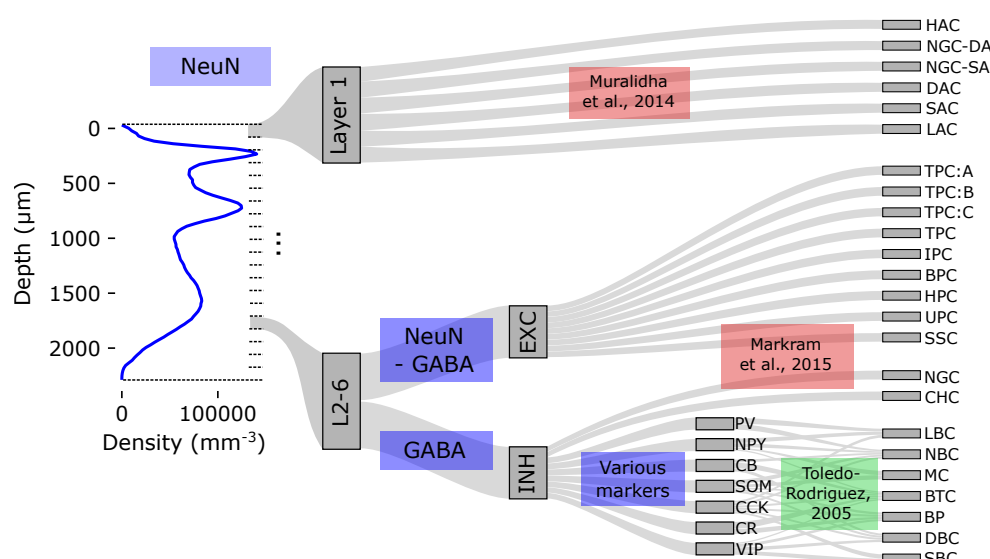 NeuN
0
500
1000
1500
2000
Depth (µm)
0
100000
Density (mm-3)
...
Layer 1
L2-6
Muralidha
et al., 2014
NeuN
- GABA
GABA
EXC
INH
Markram
et al., 2015
Various
markers
Toledo-
Rodriguez,
2005
PV
NPY
CB
SOM
CCK
CR
VIP
HAC
NGC-DA
NGC-SA
DAC
SAC
LAC
TPC:A
TPC:B
TPC:C
TPC
IPC
BPC
HPC
UPC
SSC
NGC
CHC
LBC
NBC
MC
BTC
BP
DBC
SBC